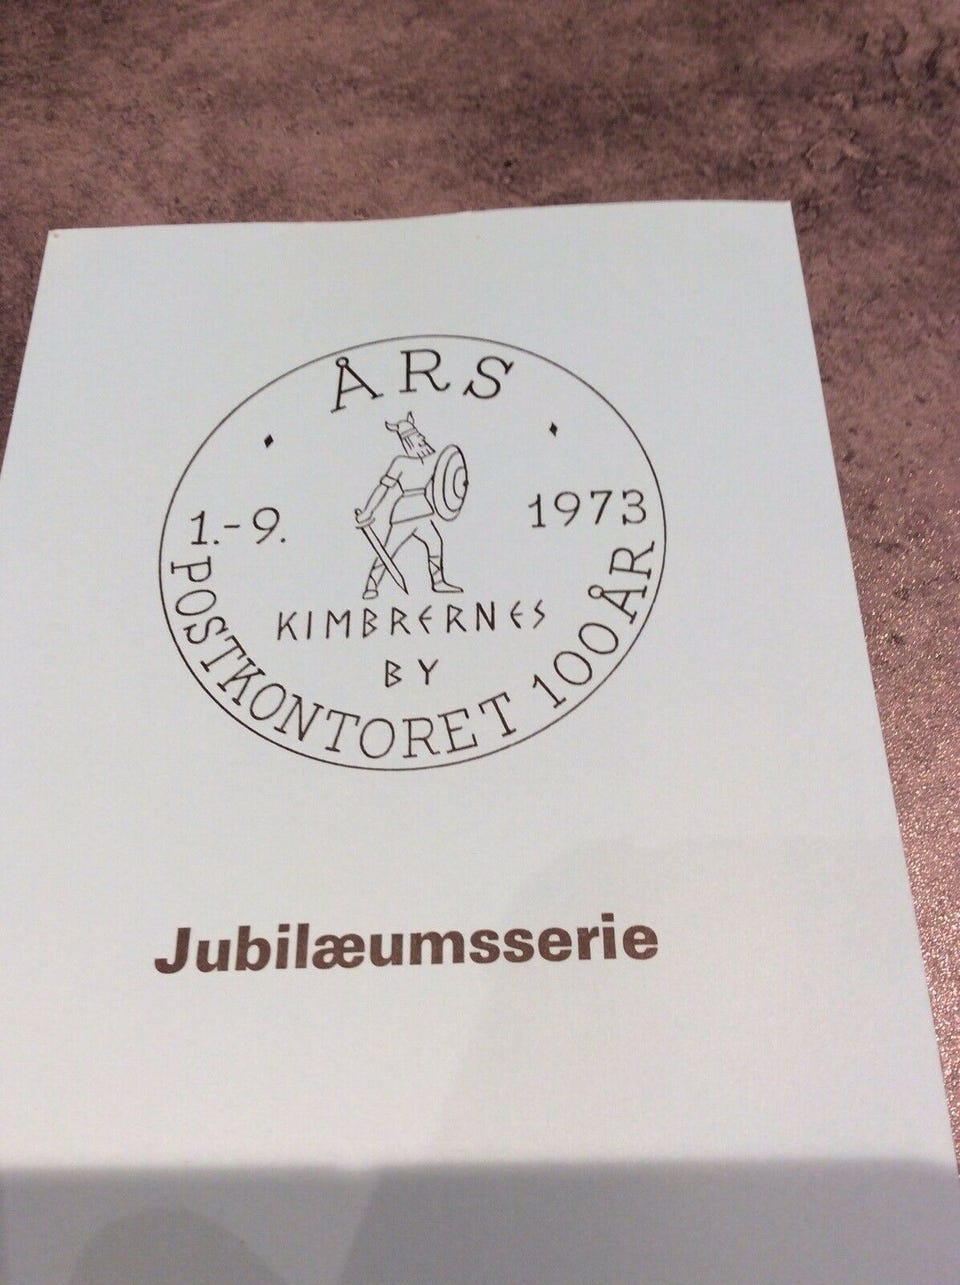 ÅRS
1.-9. 1973
KIMBRERNES
BY
POSTKONTORET 100 ÅR
Jubilæumsserie